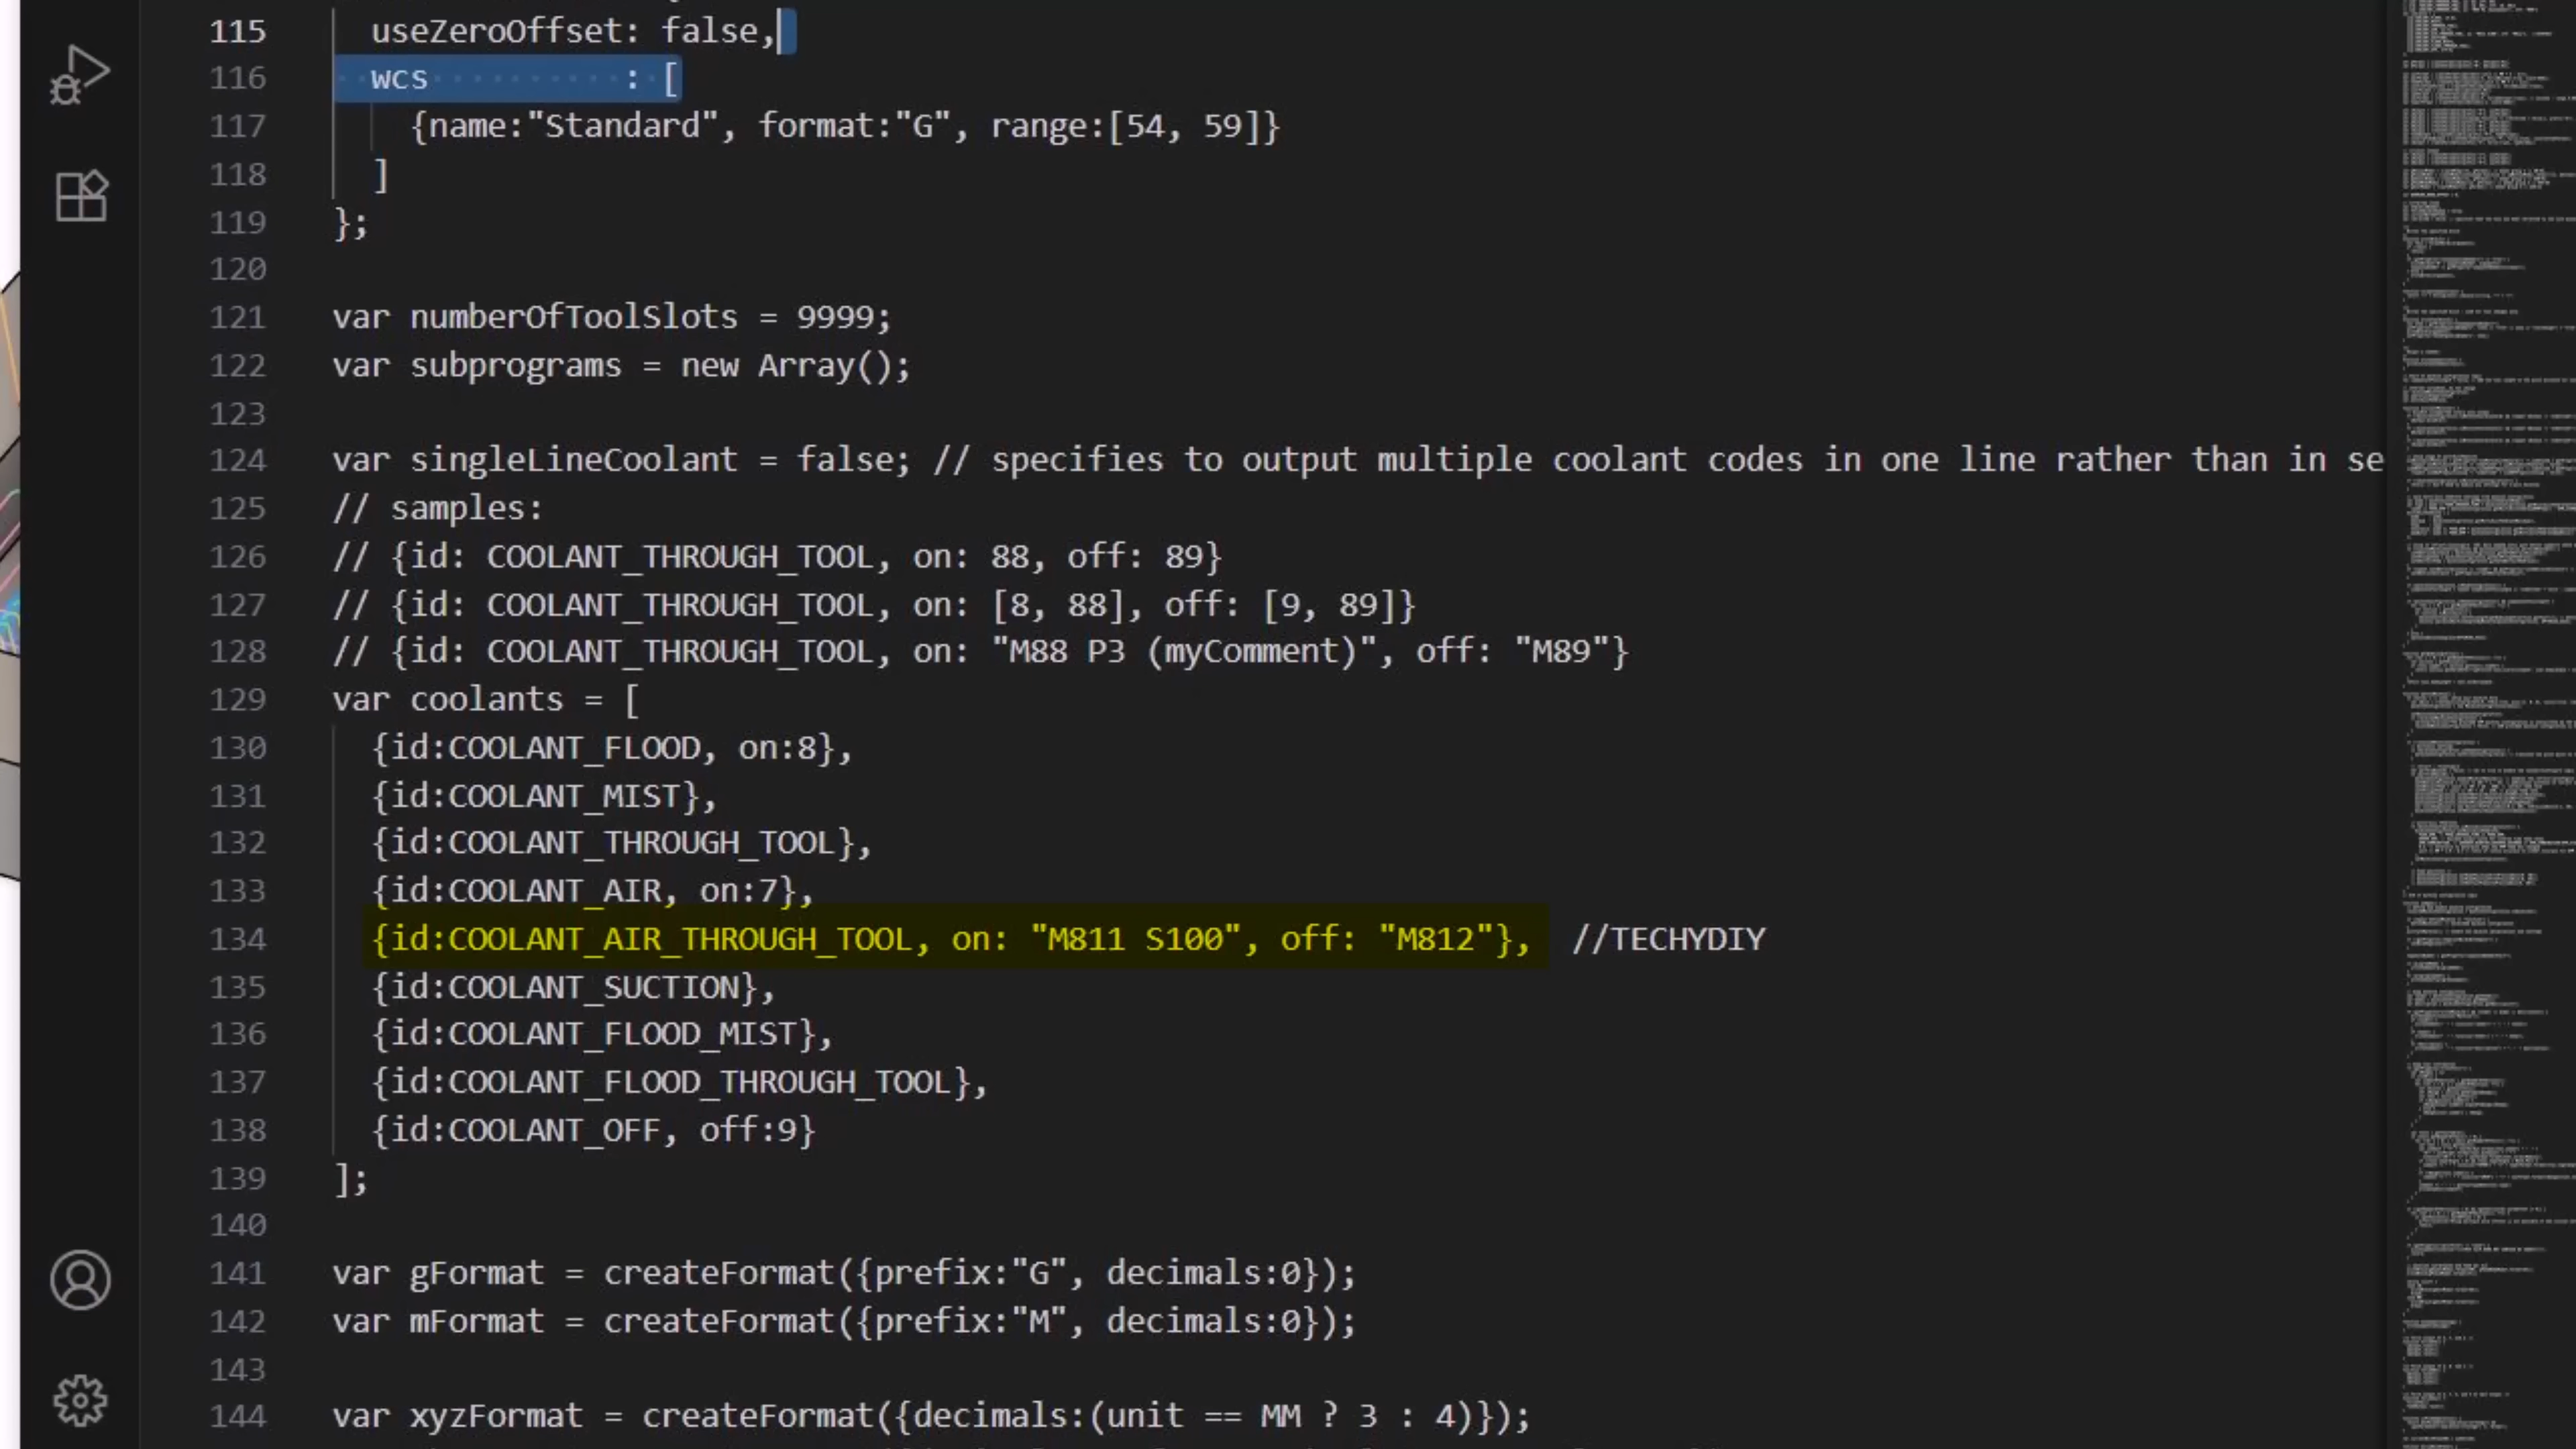 115 useZeroOffset: false,
116 wcs : [
117 {name:"Standard", format:"G", range:[54, 59]}
118 ]
119 };
120
121 var numberOfToolSlots = 9999;
122 var subprograms = new Array();
123
124 var singleLineCoolant = false; // specifies to output multiple coolant codes in one line rather than in se
125 // samples:
126 // {id: COOLANT_THROUGH_TOOL, on: 88, off: 89}
127 // {id: COOLANT_THROUGH_TOOL, on: [8, 88], off: [9, 89]}
128 // {id: COOLANT_THROUGH_TOOL, on: "M88 P3 (myComment)", off: "M89"}
129 var coolants = [
130 {id:COOLANT_FLOOD, on:8},
131 {id:COOLANT_MIST},
132 {id:COOLANT_THROUGH_TOOL},
133 {id:COOLANT_AIR, on:7},
134 {id:COOLANT_AIR_THROUGH_TOOL, on: "M811 S100", off: "M812"}, //TECHYDIY
135 {id:COOLANT_SUCTION},
136 {id:COOLANT_FLOOD_MIST},
137 {id:COOLANT_FLOOD_THROUGH_TOOL},
138 {id:COOLANT_OFF, off:9}
139 ];
140
141 var gFormat = createFormat({prefix:"G", decimals:0});
142 var mFormat = createFormat({prefix:"M", decimals:0});
143
144 var xyzFormat = createFormat({decimals:(unit == MM ? 3 : 4)});